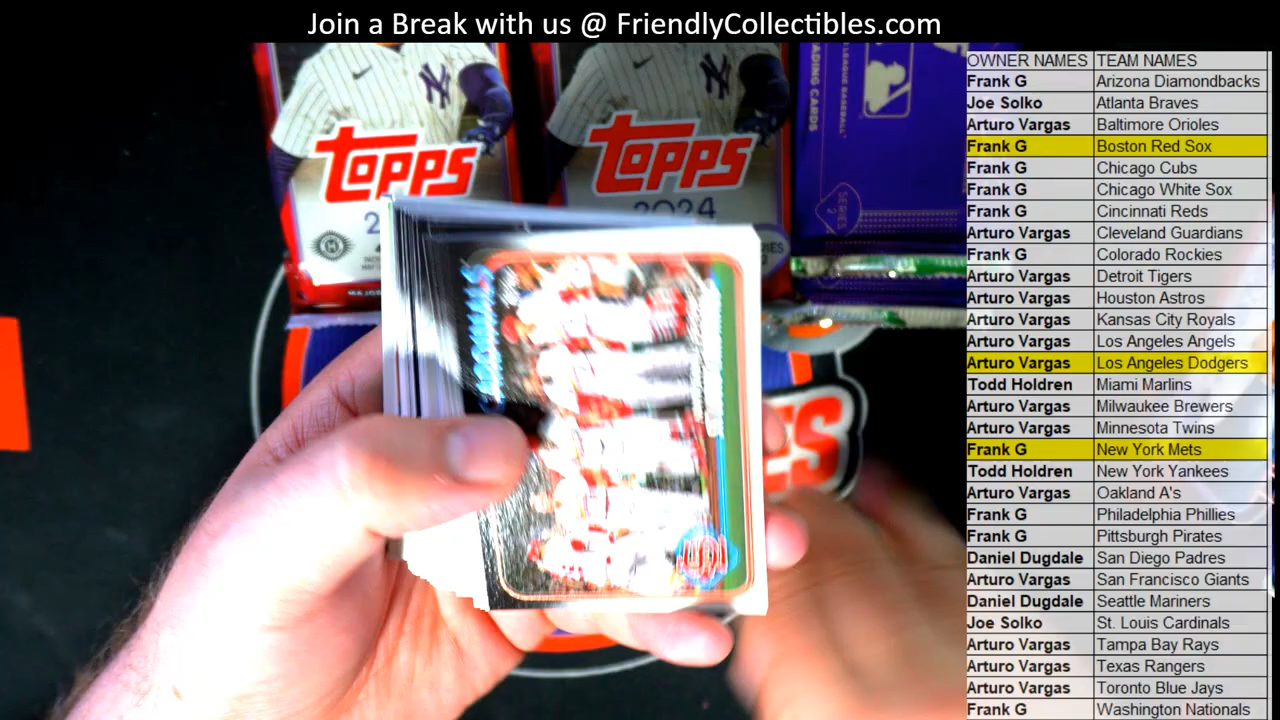 Join a Break with us @ FriendlyCollectibles.com
OWNER NAMES TEAM NAMES
Frank G Arizona Diamondbacks
Joe Solko Atlanta Braves
Arturo Vargas Baltimore Orioles
Frank G Boston Red Sox
Frank G Chicago Cubs
Frank G Chicago White Sox
Frank G Cincinnati Reds
Arturo Vargas Cleveland Guardians
Frank G Colorado Rockies
Arturo Vargas Detroit Tigers
Arturo Vargas Houston Astros
Arturo Vargas Kansas City Royals
Arturo Vargas Los Angeles Angels
Arturo Vargas Los Angeles Dodgers
Todd Holdren Miami Marlins
Arturo Vargas Milwaukee Brewers
Arturo Vargas Minnesota Twins
Frank G New York Mets
Todd Holdren New York Yankees
Arturo Vargas Oakland A's
Frank G Philadelphia Phillies
Frank G Pittsburgh Pirates
Daniel Dugdale San Diego Padres
Arturo Vargas San Francisco Giants
Daniel Dugdale Seattle Mariners
Joe Solko St. Louis Cardinals
Arturo Vargas Tampa Bay Rays
Arturo Vargas Texas Rangers
Arturo Vargas Toronto Blue Jays
Frank G Washington Nationals
NY
TOPPS
NY
TOPPS
2024
SERIES 2